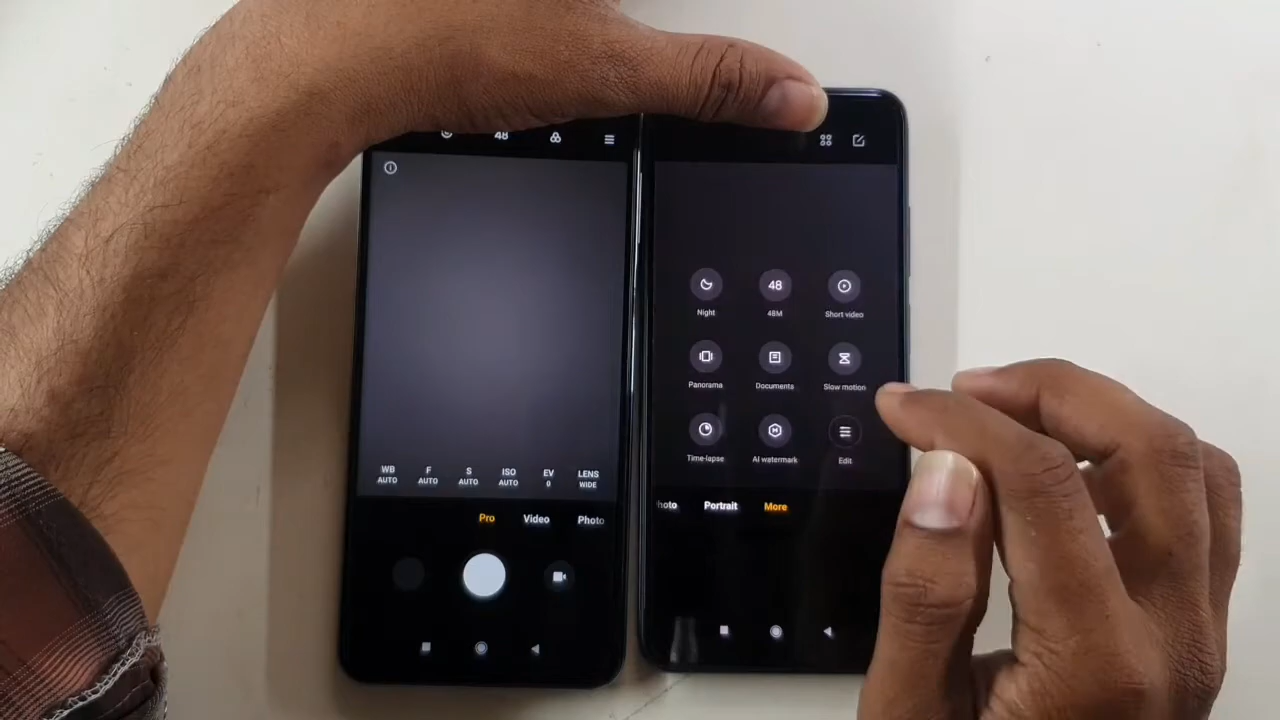 48
48
Night
48M
Short video
Panorama
Documents
Slow motion
Time-lapse
AI watermark
Edit
WB
F
S
ISO
EV
LENS
AUTO
AUTO
AUTO
AUTO
0
WIDE
Pro
Video
Photo
hoto
Portrait
More